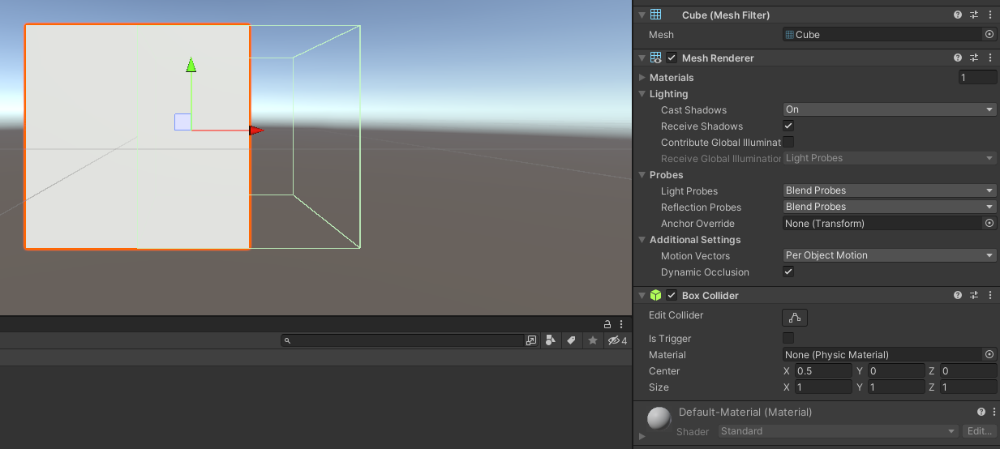 Cube (Mesh Filter)
Mesh Cube
Mesh Renderer
Materials 1
Lighting
Cast Shadows On
Receive Shadows
Contribute Global Illuminat
Receive Global Illumination Light Probes
Probes
Light Probes Blend Probes
Reflection Probes Blend Probes
Anchor Override None (Transform)
Additional Settings
Motion Vectors Per Object Motion
Dynamic Occlusion
Box Collider
Edit Collider
4
Is Trigger
Material None (Physic Material)
Center X 0.5 Y 0 Z 0
Size X 1 Y 1 Z 1
Default-Material (Material)
Shader Standard Edit...